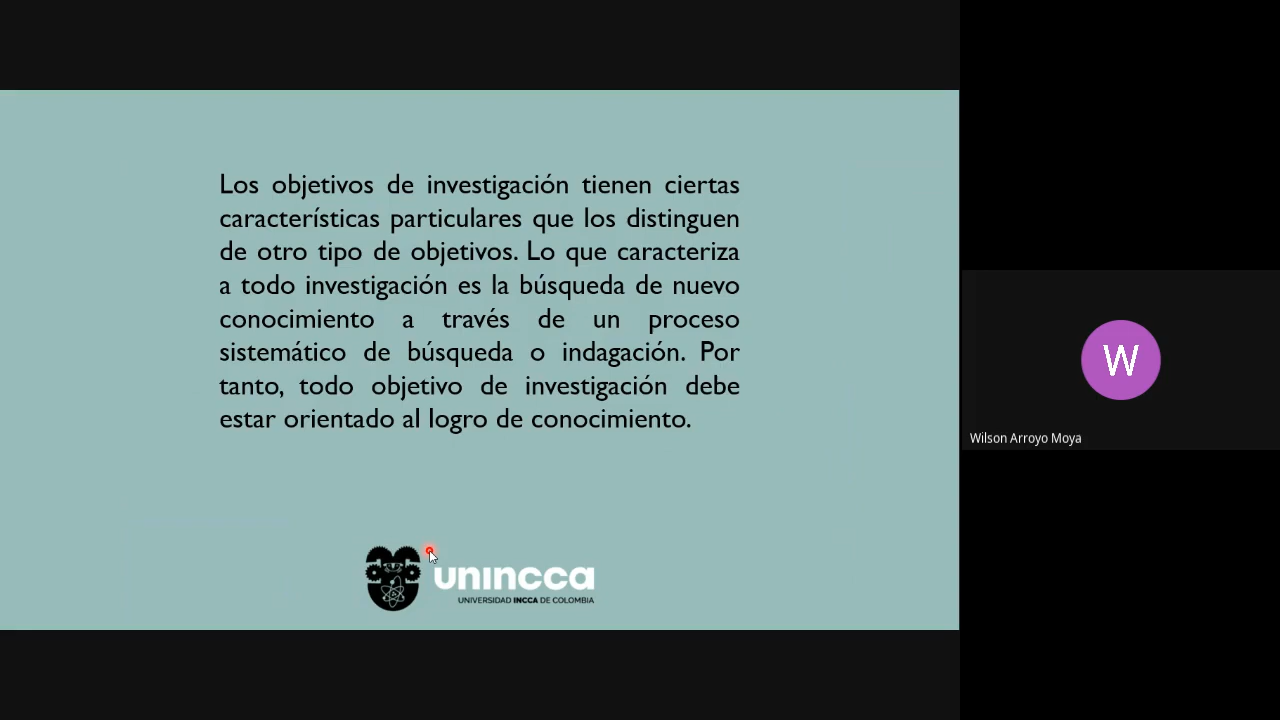 Los objetivos de investigación tienen ciertas
características particulares que los distinguen
de otro tipo de objetivos. Lo que caracteriza
a todo investigación es la búsqueda de nuevo
conocimiento a través de un proceso
sistemático de búsqueda o indagación. Por
tanto, todo objetivo de investigación debe
estar orientado al logro de conocimiento.
unincca
UNIVERSIDAD INCCA DE COLOMBIA
W
Wilson Arroyo Moya